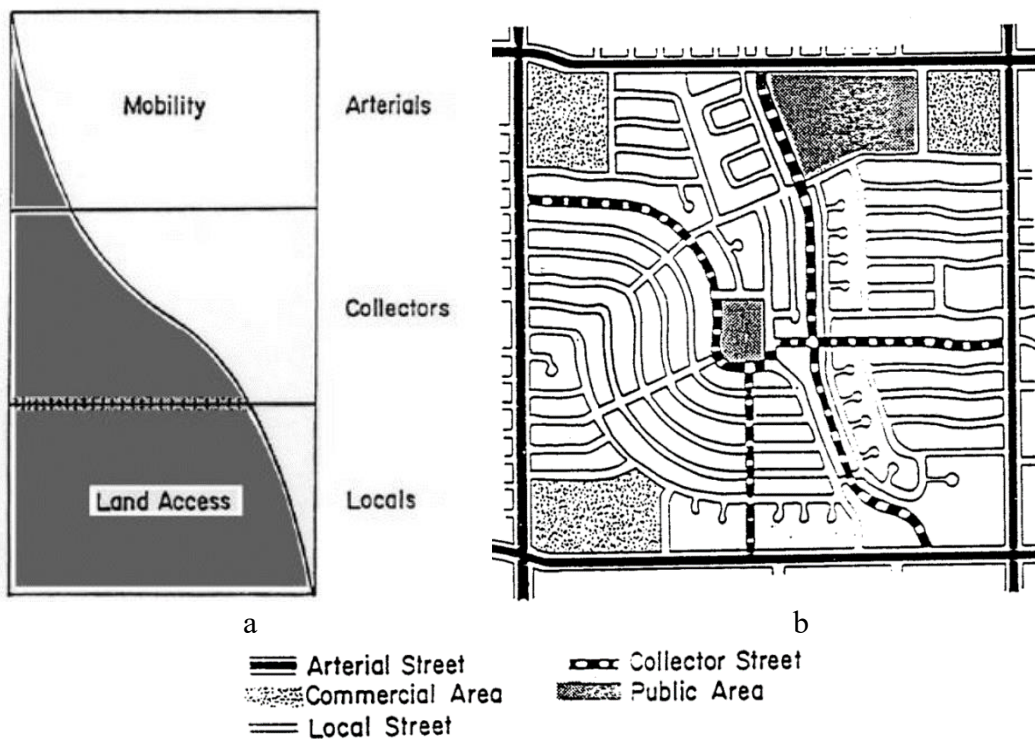 Mobility
Arterials
Collectors
Land Access
Locals
a
b
Arterial Street
Collector Street
Commercial Area
Public Area
Local Street